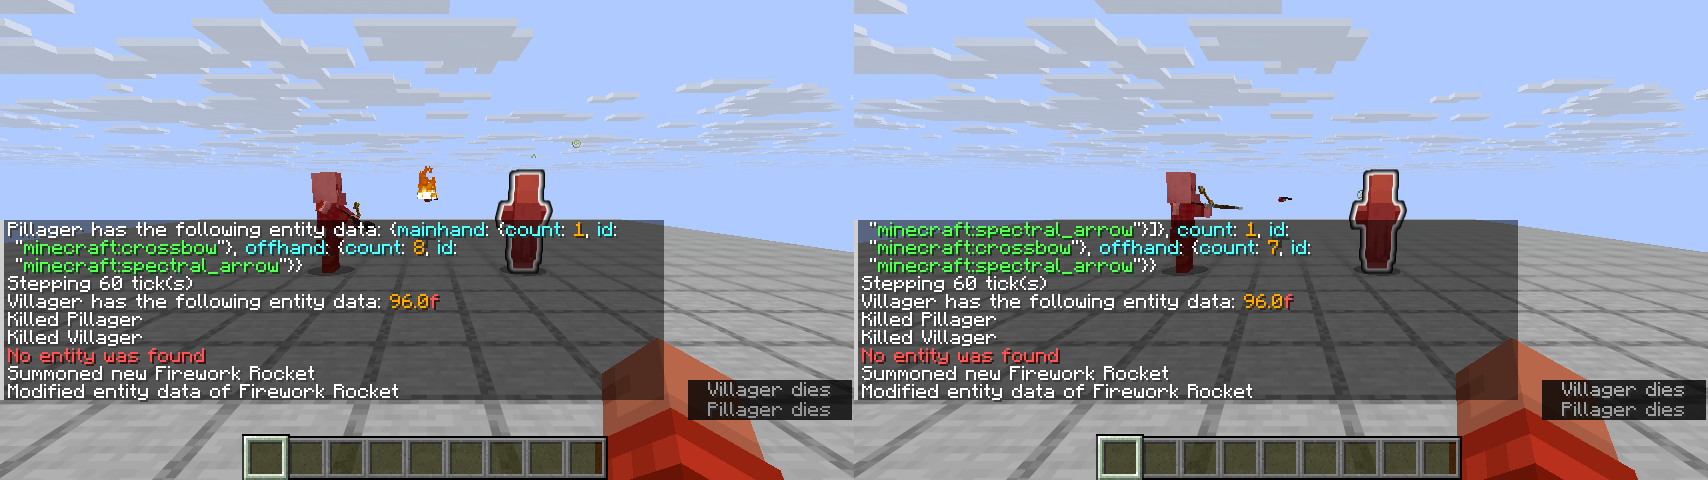 Pillager has the following entity data: {mainhand: {count: 1, id:
"minecraft:crossbow"}, offhand: {count: 8, id:
"minecraft:spectral_arrow"}}
Stepping 60 tick(s)
Villager has the following entity data: 96.0f
Killed Pillager
Killed Villager
No entity was found
Summoned new Firework Rocket
Modified entity data of Firework Rocket
Villager dies
Pillager dies
"minecraft:spectral_arrow"}]}, count: 1, id:
"minecraft:crossbow"}, offhand: {count: 7, id:
"minecraft:spectral_arrow"}}
Stepping 60 tick(s)
Villager has the following entity data: 96.0f
Killed Pillager
Killed Villager
No entity was found
Summoned new Firework Rocket
Modified entity data of Firework Rocket
Villager dies
Pillager dies